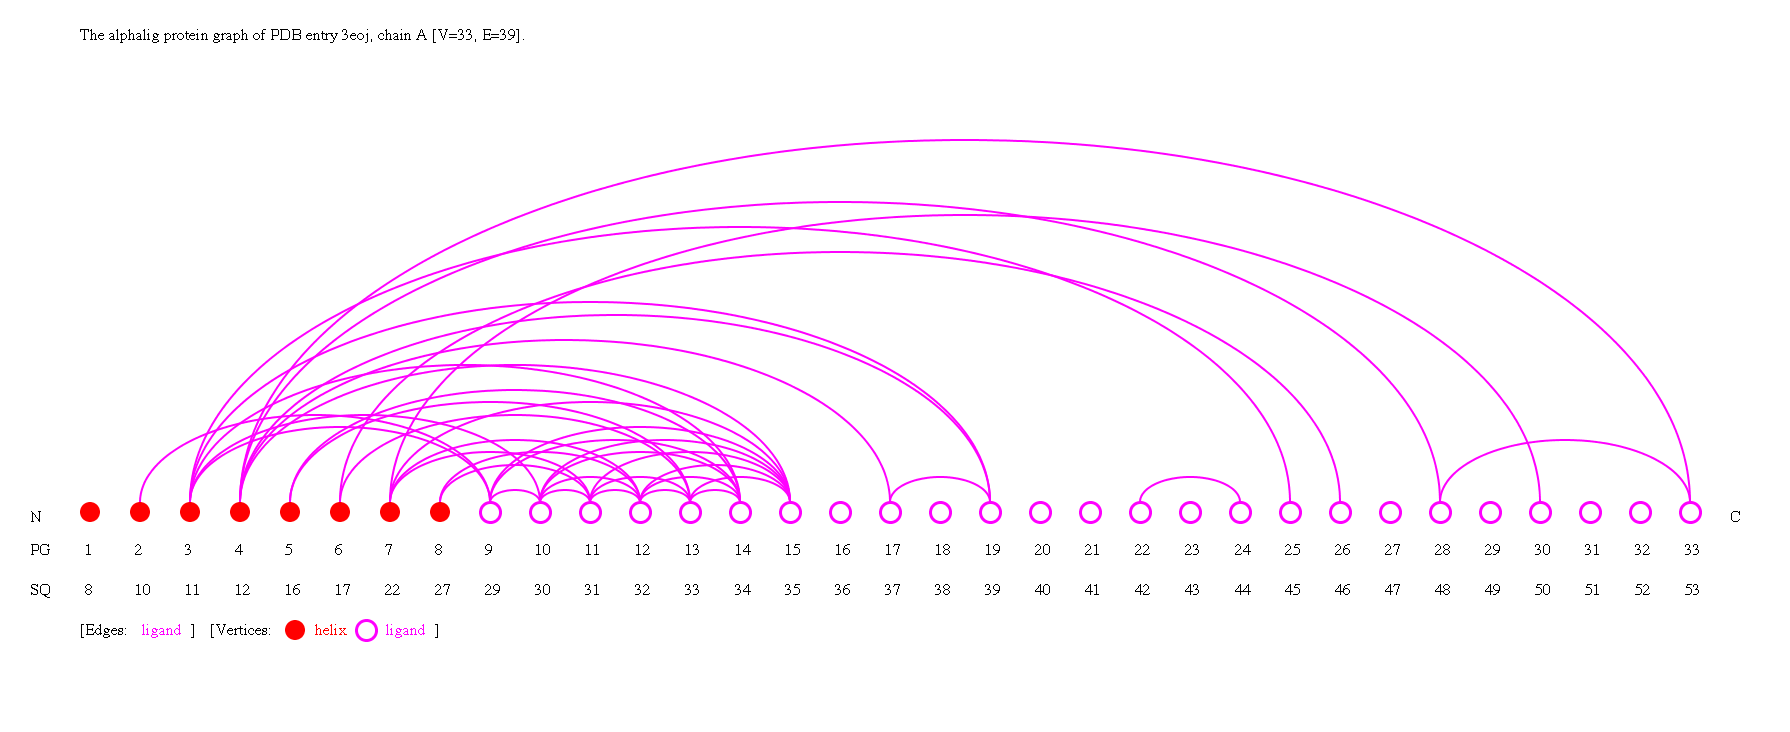 The alphalig protein graph of PDB entry 3eoj, chain A [V=33, E=39].
N C
PG 1 2 3 4 5 6 7 8 9 10 11 12 13 14 15 16 17 18 19 20 21 22 23 24 25 26 27 28 29 30 31 32 33
SQ 8 10 11 12 16 17 22 27 29 30 31 32 33 34 35 36 37 38 39 40 41 42 43 44 45 46 47 48 49 50 51 52 53
[Edges: ligand ] [Vertices: helix ligand ]